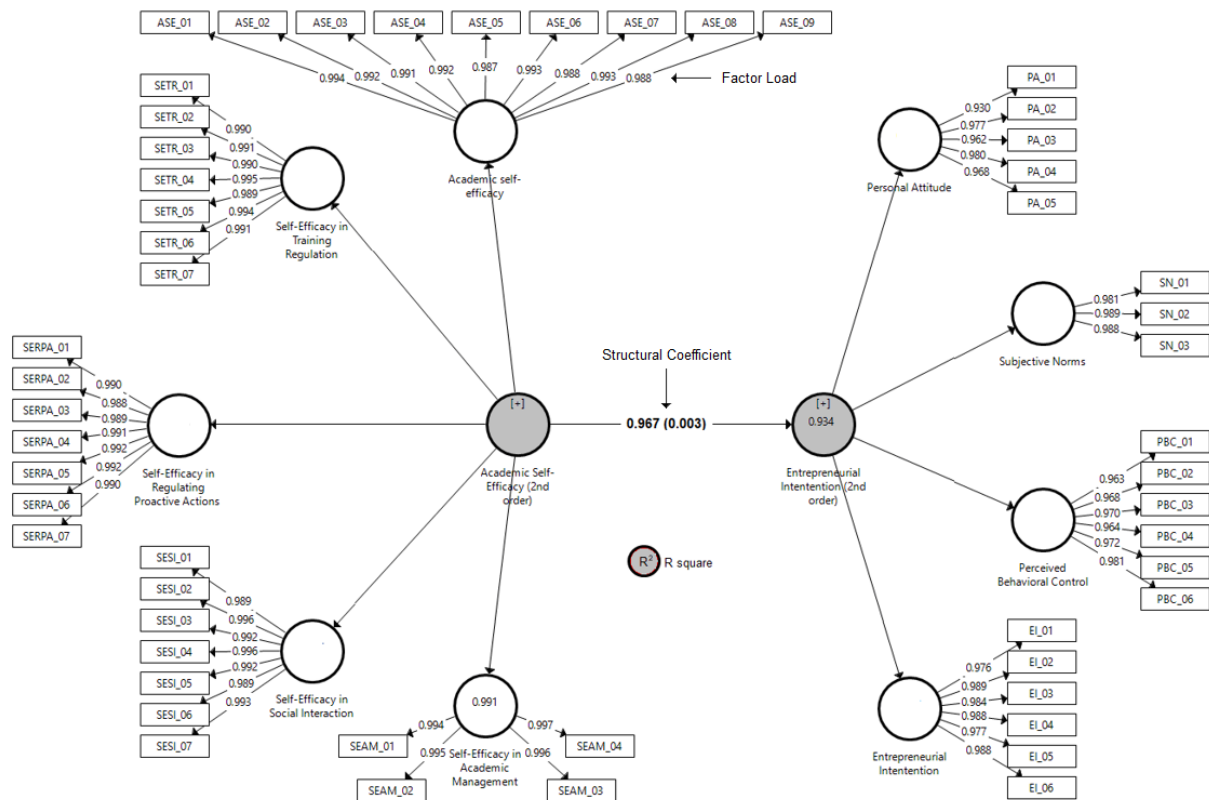 ASE_01 ASE_02 ASE_03 ASE_04 ASE_05 ASE_06 ASE_07 ASE_08 ASE_09
0.994 0.992 0.991 0.992 0.987 0.993 0.988 0.993 0.988
Factor Load
Academic self-
efficacy
SETR_01
SETR_02
SETR_03
SETR_04
SETR_05
SETR_06
SETR_07
0.990
0.991
0.990
0.995
0.989
0.994
0.991
Self-Efficacy in
Training
Regulation
PA_01
PA_02
PA_03
PA_04
PA_05
0.930
0.977
0.962
0.980
0.968
Personal Attitude
SN_01
SN_02
SN_03
0.981
0.989
0.988
Subjective Norms
SERPA_01
SERPA_02
SERPA_03
SERPA_04
SERPA_05
SERPA_06
SERPA_07
0.990
0.988
0.989
0.991
0.992
0.992
0.990
Self-Efficacy in
Regulating
Proactive Actions
Structural Coefficient
[+]
Academic Self-
Efficacy (2nd
order)
0.967 (0.003)
[+]
0.934
Entrepreneurial
Intentention (2nd
order)
R² R square
PBC_01
PBC_02
PBC_03
PBC_04
PBC_05
PBC_06
0.963
0.968
0.970
0.964
0.972
0.981
Perceived
Behavioral Control
SESI_01
SESI_02
SESI_03
SESI_04
SESI_05
SESI_06
SESI_07
0.989
0.996
0.992
0.996
0.992
0.989
0.993
Self-Efficacy in
Social Interaction
0.991
0.994 0.997
0.995 0.996
SEAM_01 SEAM_04
SEAM_02 SEAM_03
Self-Efficacy in
Academic
Management
EI_01
EI_02
EI_03
EI_04
EI_05
EI_06
0.976
0.989
0.984
0.988
0.977
0.988
Entrepreneurial
Intentention